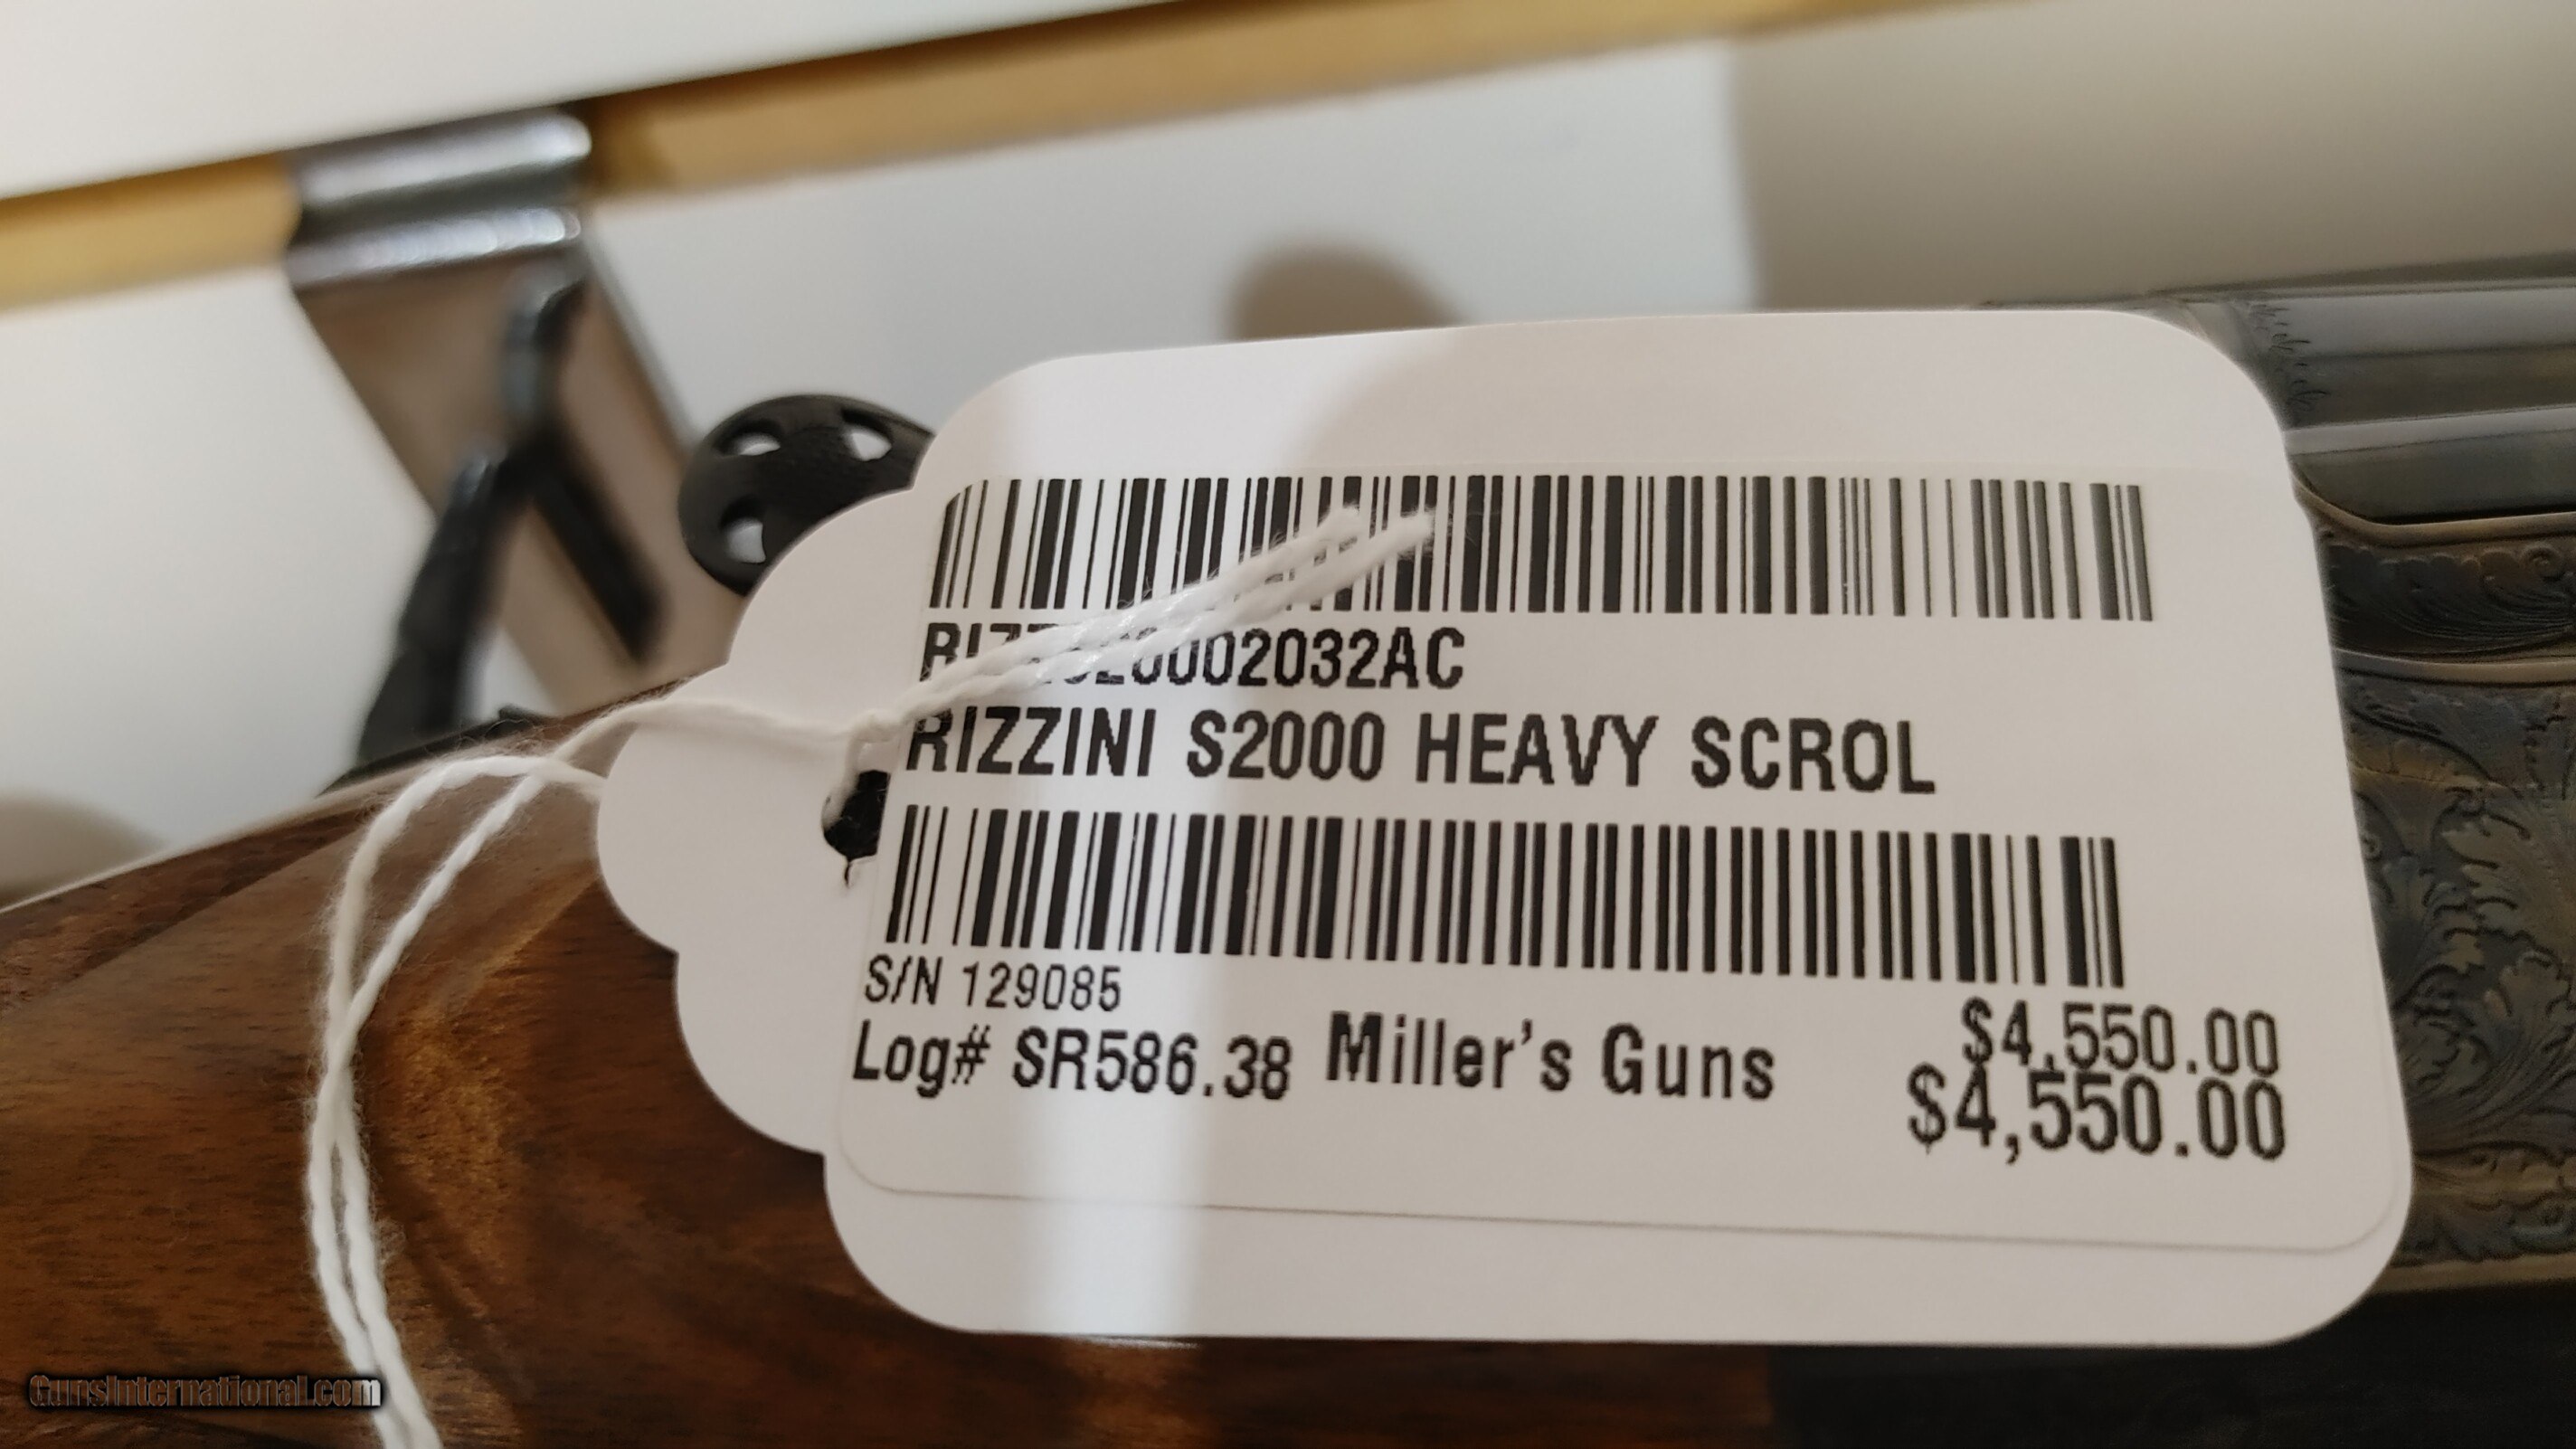 RIZZINI S2000 HEAVY SCROL
S/N 129085
Log# SR586.38 Miller's Guns
$4,550.00
$4,550.00
GunsInternational.com